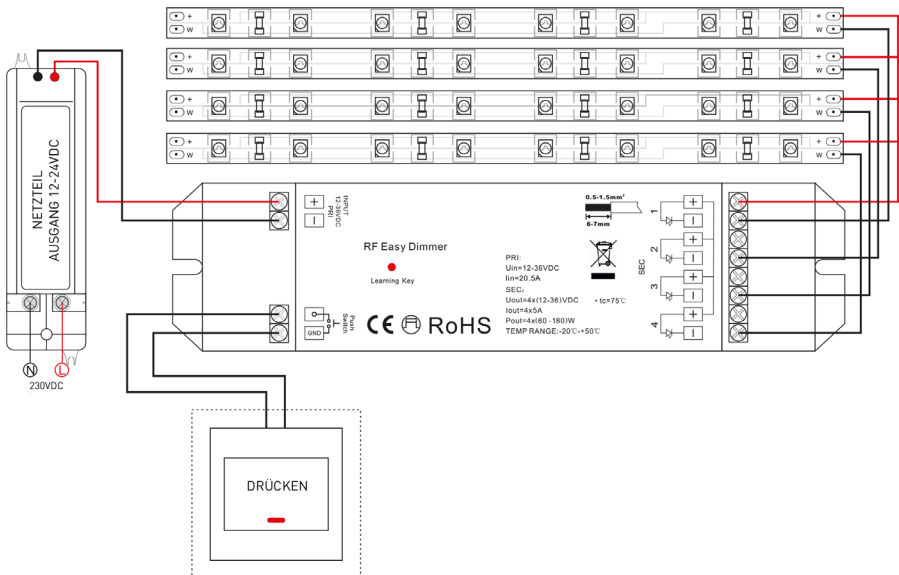 + +
W W
+ +
W W
+ +
W W
+ +
W W
NETZTEIL
AUSGANG 12-24VDC
N L
230VDC
+
−
INPUT
12-36VDC
PRI
RF Easy Dimmer
Learning Key
GND
Push
Switch
CE RoHS
0.5-1.5mm²
6-7mm
PRI:
Uin=12-36VDC
Iin=20.5A
SEC:
Uout=4x(12-36)VDC
Iout=4x5A
Pout=4x(60 -180)W
TEMP RANGE:-20℃-+50℃
• tc=75℃
SEC
1 + −
2 + −
3 + −
4 + −
DRÜCKEN